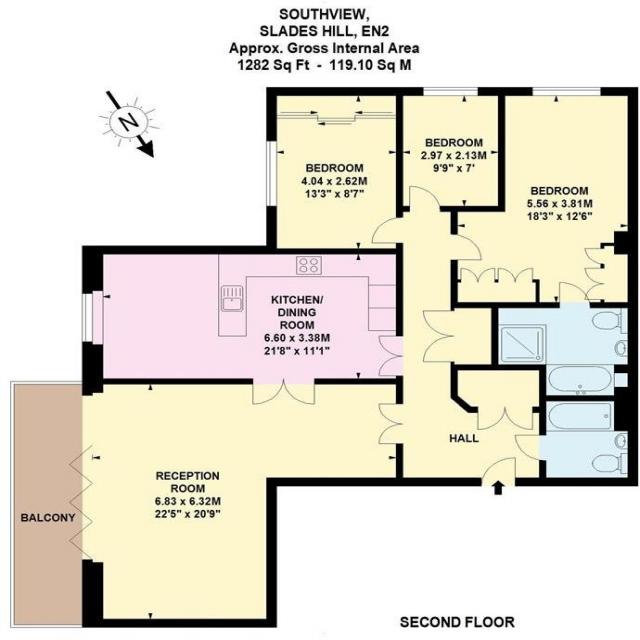 SOUTHVIEW,
SLADES HILL, EN2
Approx. Gross Internal Area
1282 Sq Ft - 119.10 Sq M
N
BEDROOM
4.04 x 2.62M
13'3" x 8'7"
BEDROOM
2.97 x 2.13M
9'9" x 7'
BEDROOM
5.56 x 3.81M
18'3" x 12'6"
KITCHEN/
DINING
ROOM
6.60 x 3.38M
21'8" x 11'1"
HALL
RECEPTION
ROOM
6.83 x 6.32M
22'5" x 20'9"
BALCONY
SECOND FLOOR